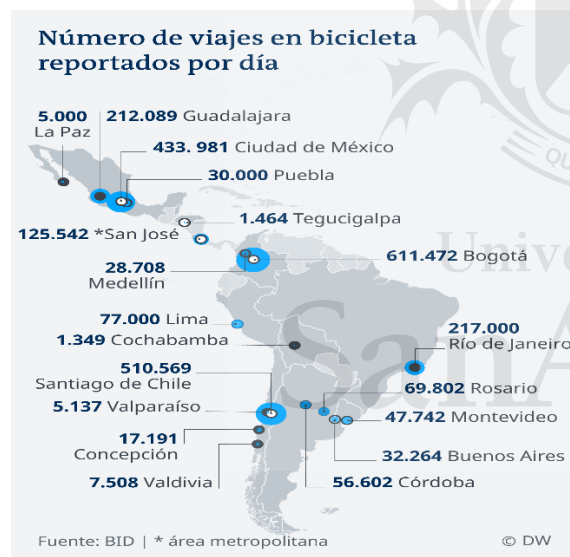 Número de viajes en bicicleta
reportados por día
5.000
La Paz
212.089 Guadalajara
433. 981 Ciudad de México
30.000 Puebla
1.464 Tegucigalpa
125.542 *San José
28.708
Medellín
611.472 Bogotá
77.000 Lima
1.349 Cochabamba
217.000
Río de Janeiro
510.569
Santiago de Chile
69.802 Rosario
5.137 Valparaíso
47.742 Montevideo
17.191
Concepción
32.264 Buenos Aires
7.508 Valdivia
56.602 Córdoba
Fuente: BID | * área metropolitana
© DW